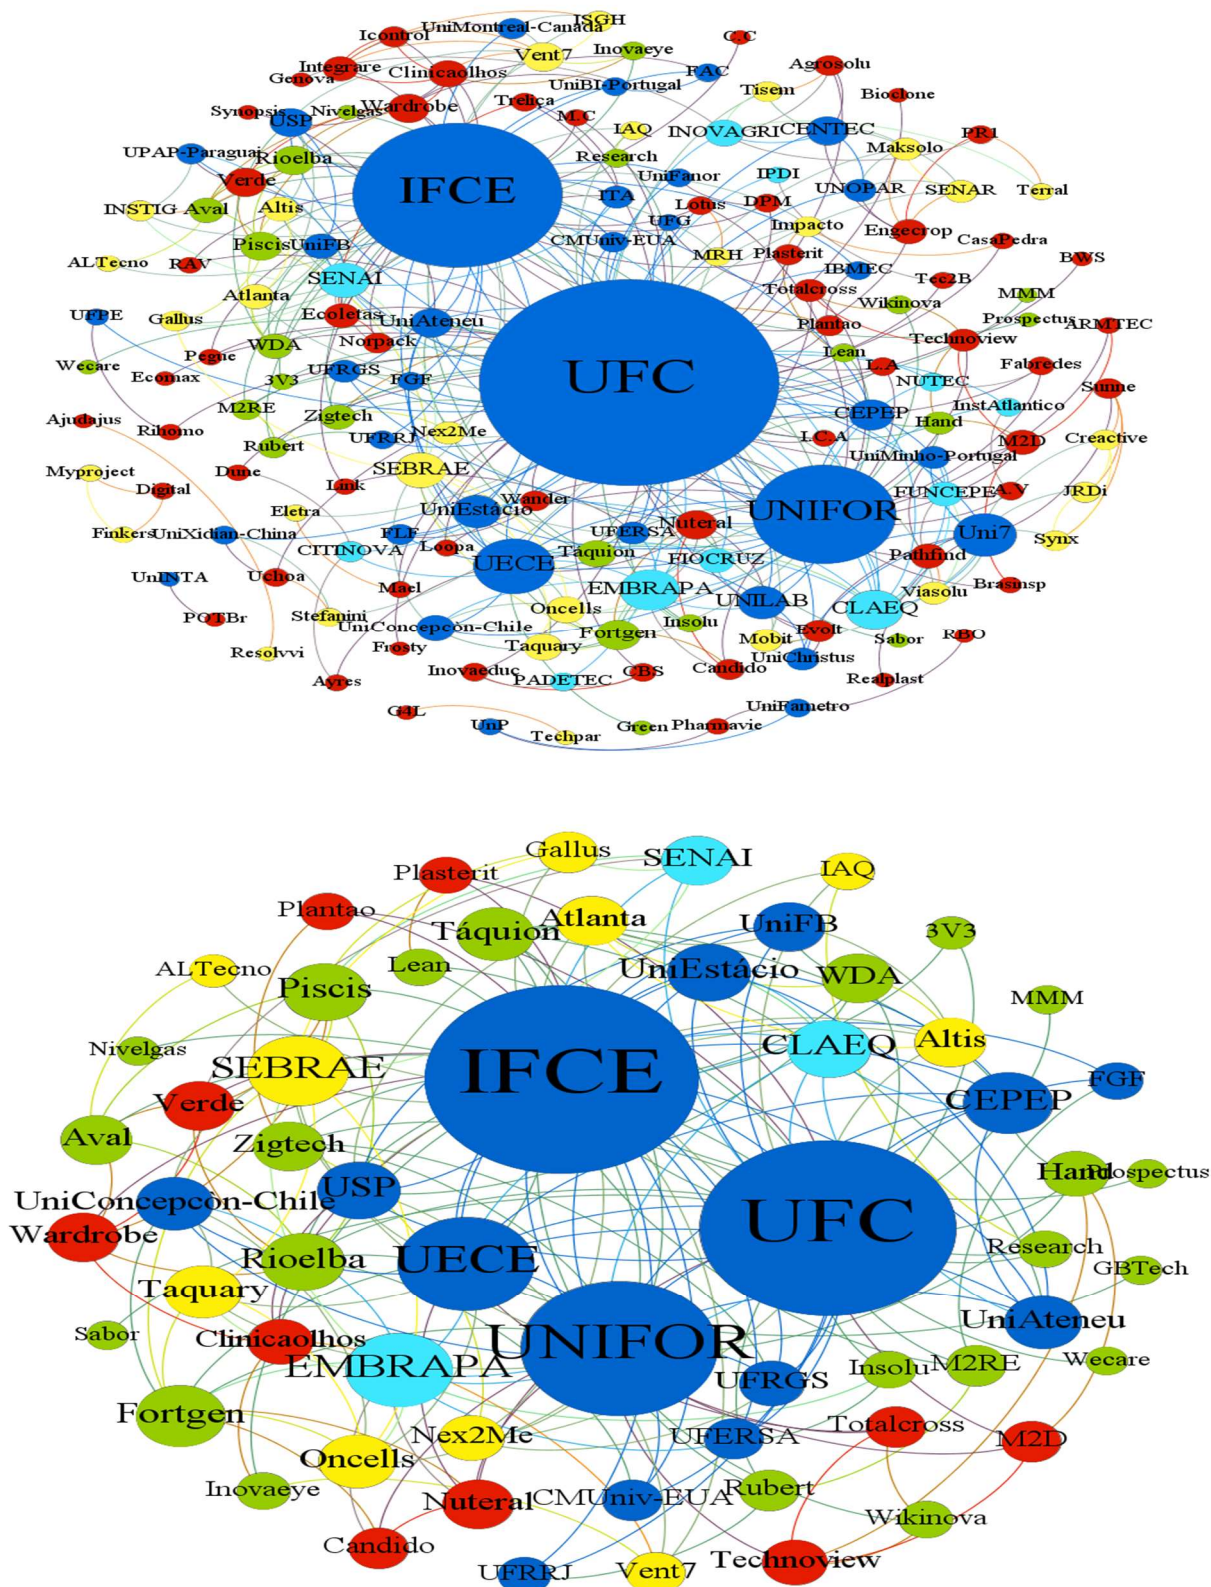 ISGH
UniMontreal-Canada
Icontrol
Vent7
Inovaeye
C.C
Integrare
Genova
Clinicaolhos
UniBI-Portugal
FAC
Agrosolu
Tisem
Bioclone
Synopsis
Nivelgas
USP
Wardrobe
Treliça
M.C
IAQ
INOVAGRI
CENTEC
PR1
Maksolo
UPAP-Paraguai
Rioelba
Research
Verde
IFCE
UniFanor
IPDI
ITA
UNOPAR
SENAR
Terral
INSTIG
Aval
Altis
Lotus
DPM
UFG
Impacto
Engecrop
Piscis
UniFB
CMUniv-EUA
MRH
Plasterit
CasaPedra
ALTecno
RAV
SENAI
IBMEC
BWS
Tec2B
Atlanta
Totalcross
Wikinova
MMM
UFPE
Gallus
Ecoletas
UniAteneu
Plantao
Prospectus
ARMTEC
Technoview
WDA
Norpack
Lean
Pegne
Wecare
UFRGS
UFC
L.A
Fabredes
Ecomax
3V3
FGF
NUTEC
Sunne
M2RE
Zigtech
CEPEP
InstAtlantico
Hand
Ajudajus
Rihomo
Nex2Me
UFRRJ
I.C.A
M2D
Creactive
Rubert
UniMinho-Portugal
Myproject
Dune
SEBRAE
Digital
Link
FUNCEPE
A.V
JRDi
Wander
UniEstácio
UNIFOR
Eletra
Nuteral
Uni7
Finkers
UniXidian-China
FLF
UFERSA
Synx
CITINOVA
Loopa
Táquion
UECE
FIOCRUZ
Pathfind
UnINTA
Uchoa
Mael
EMBRAPA
Brasinsp
Viasolu
UNILAB
CLAEQ
POTBr
Stefanini
Oncells
Insolu
UniConcepcòn-Chile
Evolt
Fortgen
Mobit
Sabor
RBO
Resolvvi
Frosty
Taquary
UniChristus
Inovaeduc
CBS
Candido
Ayres
PADETEC
Realplast
G4L
UniFametro
UnP
Techpar
Green
Pharmavie
Gallus
SENAI
Plasterit
IAQ
Plantao
Atlanta
UniFB
Táquion
3V3
Lean
UniEstácio
WDA
ALTecno
Piscis
MMM
Nivelgas
IFCE
CLAEQ
Altis
SEBRAE
FGF
Verde
CEPEP
Aval
Zigtech
Hand
Prospectus
USP
UniConcepcòn-Chile
UFC
Wardrobe
Rioelba
UECE
Research
GBTech
Taquary
UniAteneu
Sabor
Clinicaolhos
UNIFOR
Wecare
EMBRAPA
M2RE
Insolu
UFRGS
Fortgen
Nex2Me
Totalcross
UFERSA
M2D
Oncells
Rubert
Inovaeye
Nuteral
CMUniv-EUA
Wikinova
Candido
Technoview
UFRRJ
Vent7